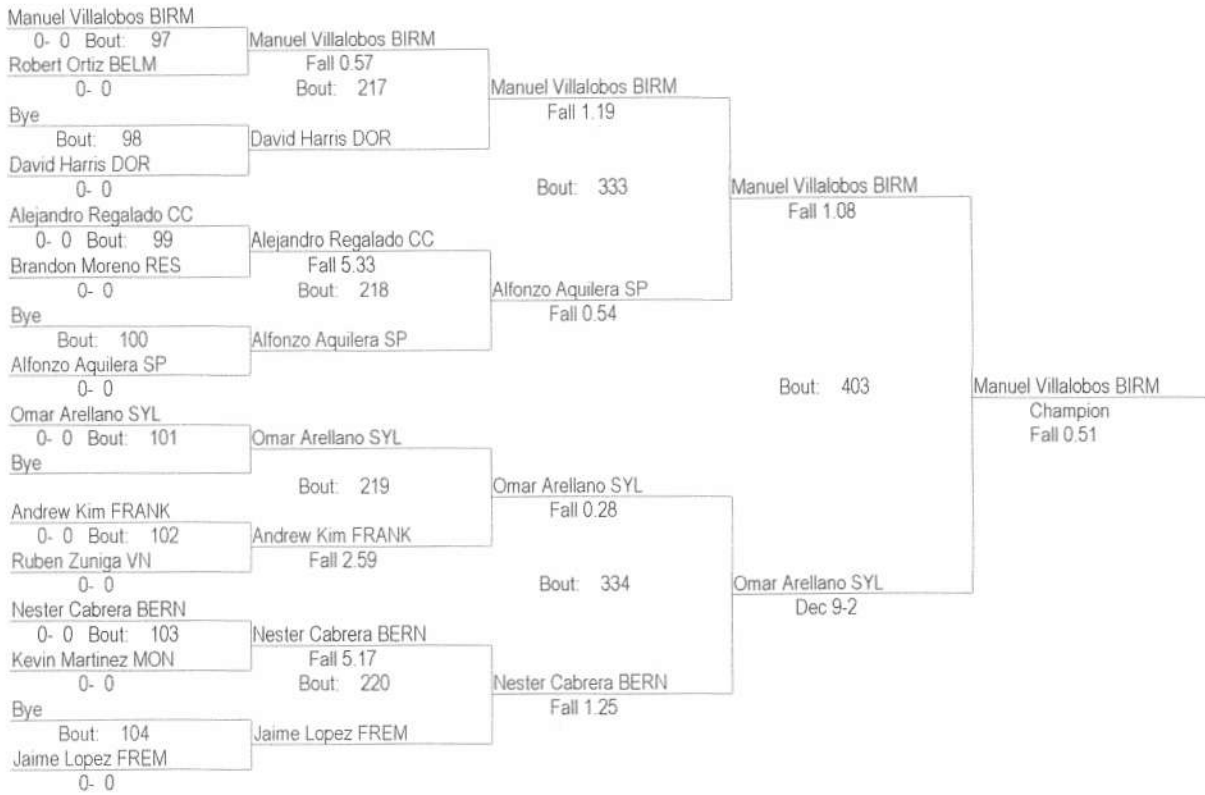 Manuel Villalobos BIRM
0- 0 Bout: 97
Robert Ortiz BELM
0- 0
Bye
Bout: 98
David Harris DOR
0- 0
Alejandro Regalado CC
0- 0 Bout: 99
Brandon Moreno RES
0- 0
Bye
Bout: 100
Alfonzo Aquilera SP
0- 0
Omar Arellano SYL
0- 0 Bout: 101
Bye
Andrew Kim FRANK
0- 0 Bout: 102
Ruben Zuniga VN
0- 0
Nester Cabrera BERN
0- 0 Bout: 103
Kevin Martinez MON
0- 0
Bye
Bout: 104
Jaime Lopez FREM
0- 0
Manuel Villalobos BIRM
Fall 0.57
Bout: 217
David Harris DOR
Alejandro Regalado CC
Fall 5.33
Bout: 218
Alfonzo Aquilera SP
Omar Arellano SYL
Bout: 219
Andrew Kim FRANK
Fall 2.59
Nester Cabrera BERN
Fall 5.17
Bout: 220
Jaime Lopez FREM
Manuel Villalobos BIRM
Fall 1.19
Bout: 333
Alfonzo Aquilera SP
Fall 0.54
Omar Arellano SYL
Fall 0.28
Bout: 334
Nester Cabrera BERN
Fall 1.25
Manuel Villalobos BIRM
Fall 1.08
Bout: 403
Omar Arellano SYL
Dec 9-2
Manuel Villalobos BIRM
Champion
Fall 0.51